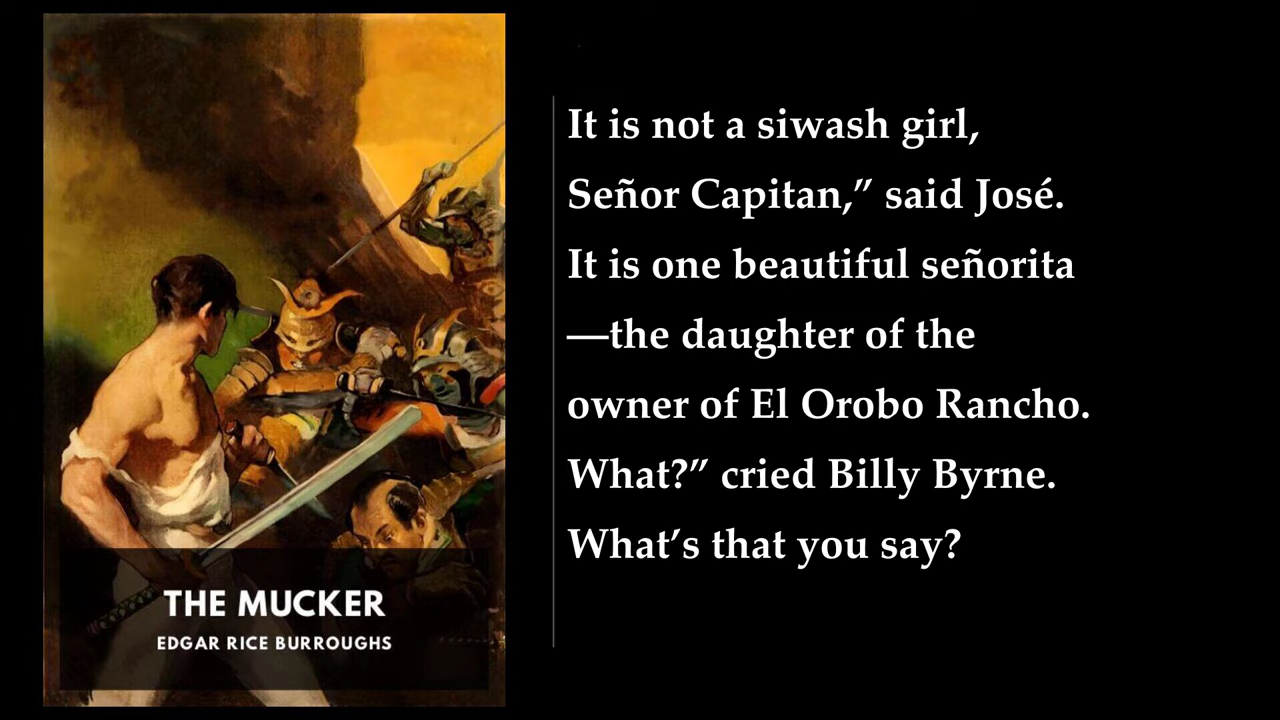 THE MUCKER
EDGAR RICE BURROUGHS
It is not a siwash girl,
Señor Capitan,” said José.
It is one beautiful señorita
—the daughter of the
owner of El Orobo Rancho.
What?” cried Billy Byrne.
What’s that you say?